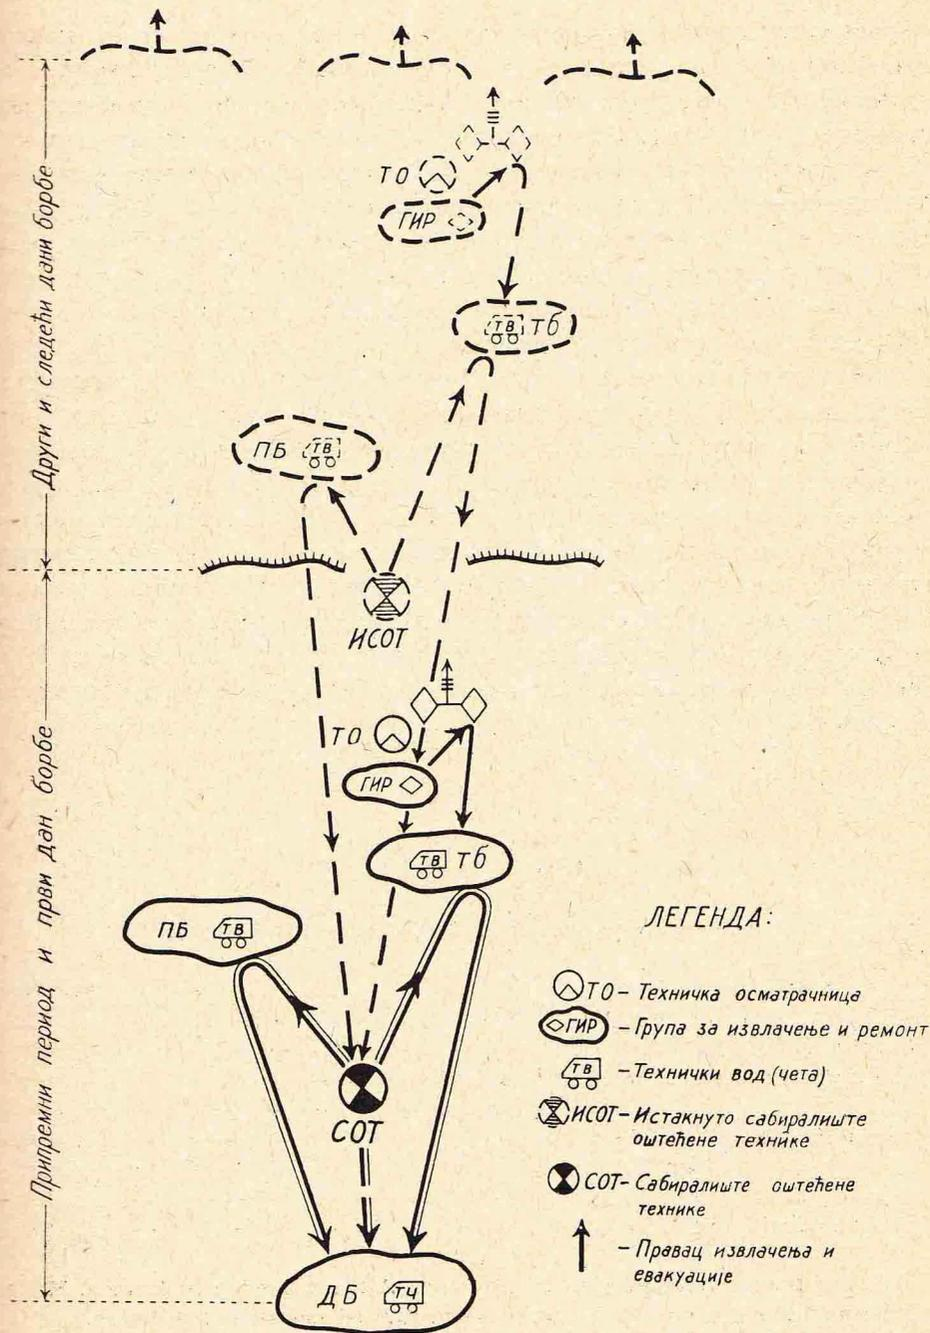 Други и следећи дани борбе
Припремни период и први дан борбе
ТО
ГИР
ТВ тб
ПБ ТВ
ИСОТ
ТО
ГИР
ТВ тб
ПБ ТВ
СОТ
ДБ ТЧ
ЛЕГЕНДА:
ТО – Техничка осматрачница
ГИР – Група за извлачење и ремонт
ТВ – Технички вод (чета)
ИСОТ – Истакнуто сабиралиште
оштећене технике
СОТ – Сабиралиште оштећене
технике
– Правац извлачења и
евакуације